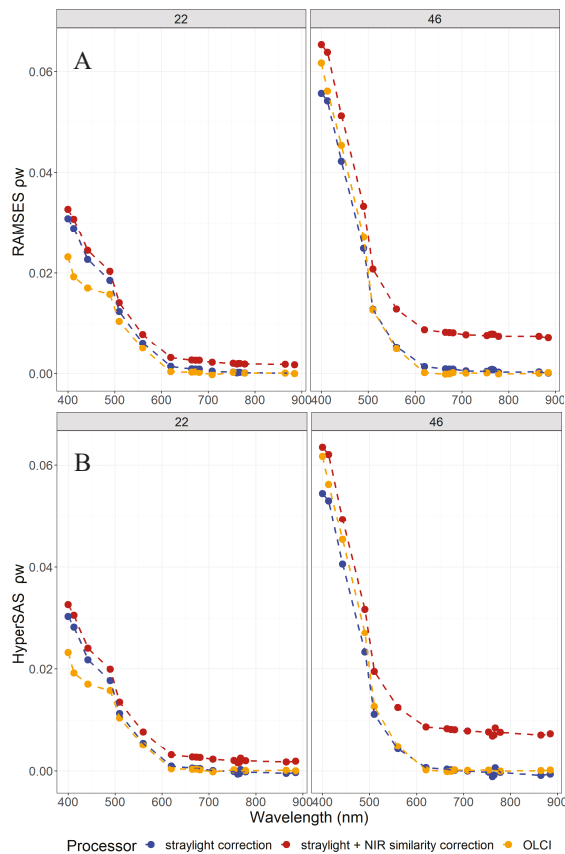 22 46
A
0.06
0.04
0.02
0.00
RAMSES ρw
400 500 600 700 800 900 400 500 600 700 800 900
22 46
B
0.06
0.04
0.02
0.00
HyperSAS ρw
400 500 600 700 800 900 400 500 600 700 800 900
Wavelength (nm)
Processor straylight correction straylight + NIR similarity correction OLCI